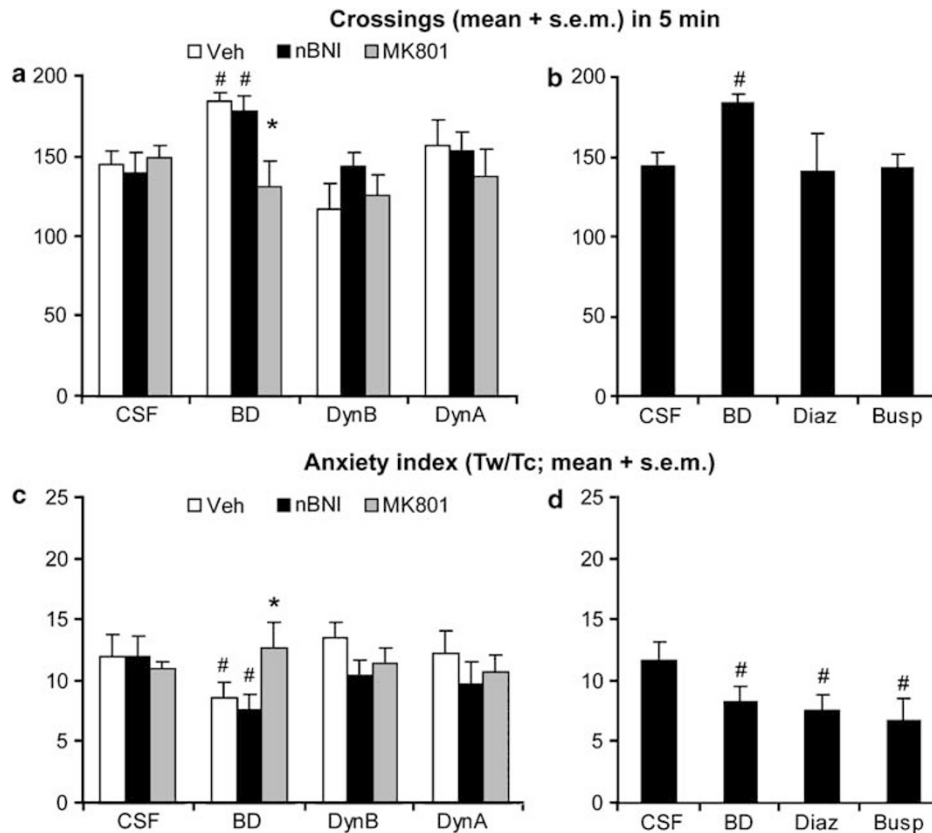 Crossings (mean + s.e.m.) in 5 min
a
Veh nBNI MK801
200
150
100
50
0
# # *
CSF BD DynB DynA
b
200
150
100
50
0
#
CSF BD Diaz Busp
Anxiety index (Tw/Tc; mean + s.e.m.)
c
Veh nBNI MK801
25
20
15
10
5
0
# # *
CSF BD DynB DynA
d
25
20
15
10
5
0
# # #
CSF BD Diaz Busp